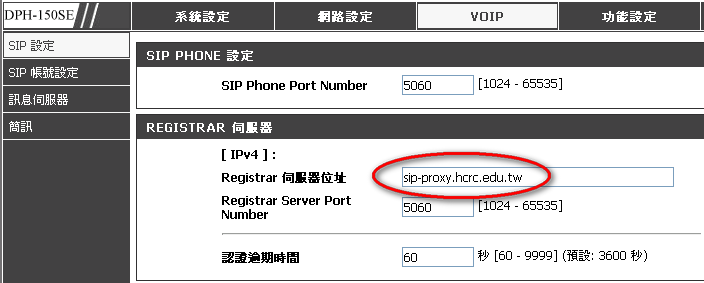 DPH-150SE 系統設定 網路設定 VOIP 功能設定
SIP 設定
SIP 帳號設定
訊息伺服器
簡訊
SIP PHONE 設定
SIP Phone Port Number 5060 [1024 - 65535]
REGISTRAR 伺服器
[ IPv4 ] :
Registrar 伺服器位址 sip-proxy.hcrc.edu.tw
Registrar Server Port
Number 5060 [1024 - 65535]
認證逾期時間 60 秒 [60 - 9999] (預設: 3600 秒)